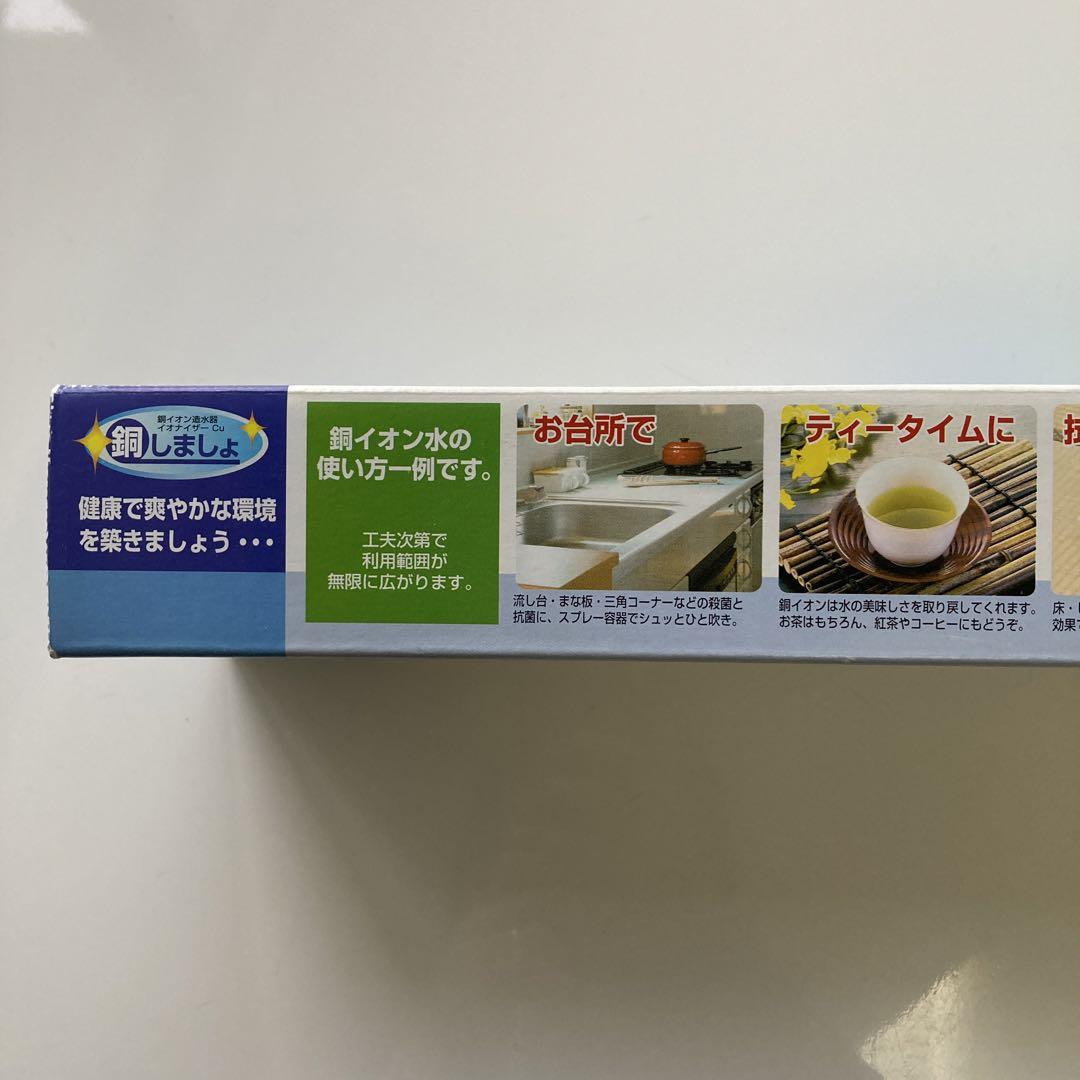 銅イオン造水器
イオナイザー Cu
銅しましょ
健康で爽やかな環境
を築きましょう・・・
銅イオン水の
使い方一例です。
工夫次第で
利用範囲が
無限に広がります。
お台所で
流し台・まな板・三角コーナーなどの殺菌と
抗菌に、スプレー容器でシュッとひと吹き。
ティータイムに
銅イオンは水の美味しさを取り戻してくれます。
お茶はもちろん、紅茶やコーヒーにもどうぞ。
床・
効果